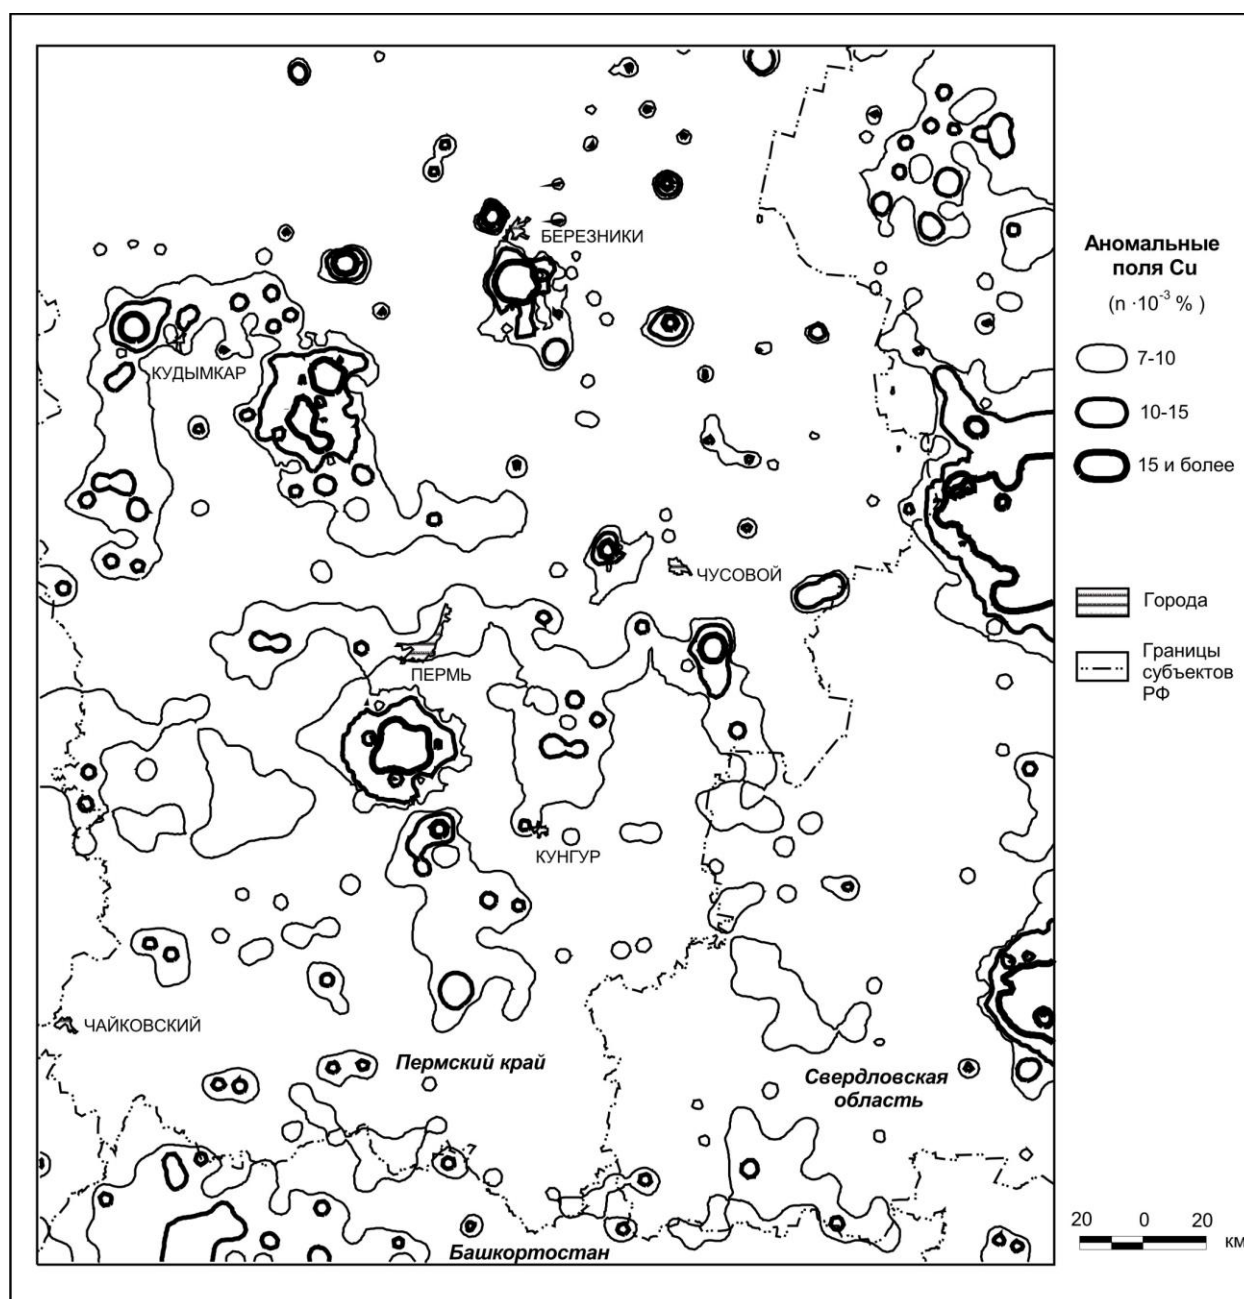 БЕРЕЗНИКИ
КУДЫМКАР
ЧУСОВОЙ
ПЕРМЬ
КУНГУР
ЧАЙКОВСКИЙ
Пермский край
Свердловская
область
Башкортостан
Аномальные
поля Cu
(n ·10⁻³ % )
7-10
10-15
15 и более
Города
Границы
субъектов
РФ
20 0 20
км